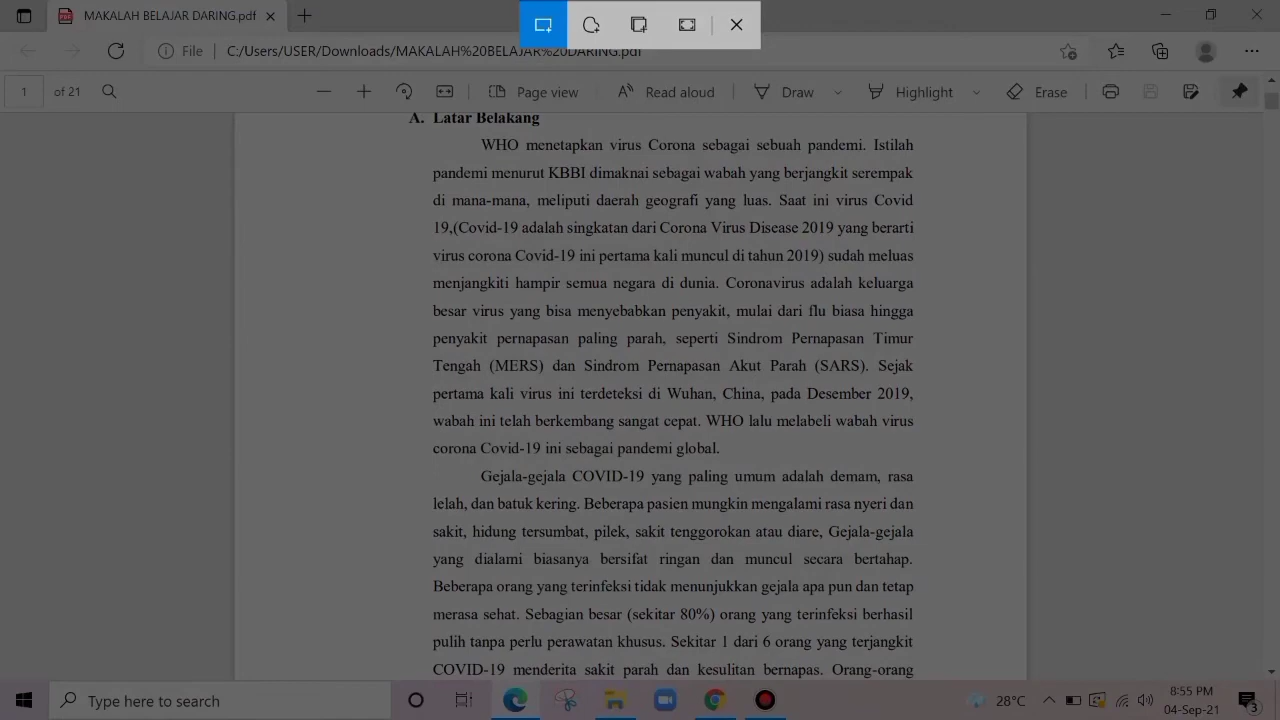 MAKALAH BELAJAR DARING.pdf
File
C:/Users/USER/Downloads/MAKALAH%20BELAJAR%20DARING.pdf
1
of 21
Page view
Read aloud
Draw
Highlight
Erase
A. Latar Belakang
WHO menetapkan virus Corona sebagai sebuah pandemi. Istilah
pandemi menurut KBBI dimaknai sebagai wabah yang berjangkit serempak
di mana-mana, meliputi daerah geografi yang luas. Saat ini virus Covid
19,(Covid-19 adalah singkatan dari Corona Virus Disease 2019 yang berarti
virus corona Covid-19 ini pertama kali muncul di tahun 2019) sudah meluas
menjangkiti hampir semua negara di dunia. Coronavirus adalah keluarga
besar virus yang bisa menyebabkan penyakit, mulai dari flu biasa hingga
penyakit pernapasan paling parah, seperti Sindrom Pernapasan Timur
Tengah (MERS) dan Sindrom Pernapasan Akut Parah (SARS). Sejak
pertama kali virus ini terdeteksi di Wuhan, China, pada Desember 2019,
wabah ini telah berkembang sangat cepat. WHO lalu melabeli wabah virus
corona Covid-19 ini sebagai pandemi global.
Gejala-gejala COVID-19 yang paling umum adalah demam, rasa
lelah, dan batuk kering. Beberapa pasien mungkin mengalami rasa nyeri dan
sakit, hidung tersumbat, pilek, sakit tenggorokan atau diare, Gejala-gejala
yang dialami biasanya bersifat ringan dan muncul secara bertahap.
Beberapa orang yang terinfeksi tidak menunjukkan gejala apa pun dan tetap
merasa sehat. Sebagian besar (sekitar 80%) orang yang terinfeksi berhasil
pulih tanpa perlu perawatan khusus. Sekitar 1 dari 6 orang yang terjangkit
COVID-19 menderita sakit parah dan kesulitan bernapas. Orang-orang
Type here to search
28°C
8:55 PM
04-Sep-21
3